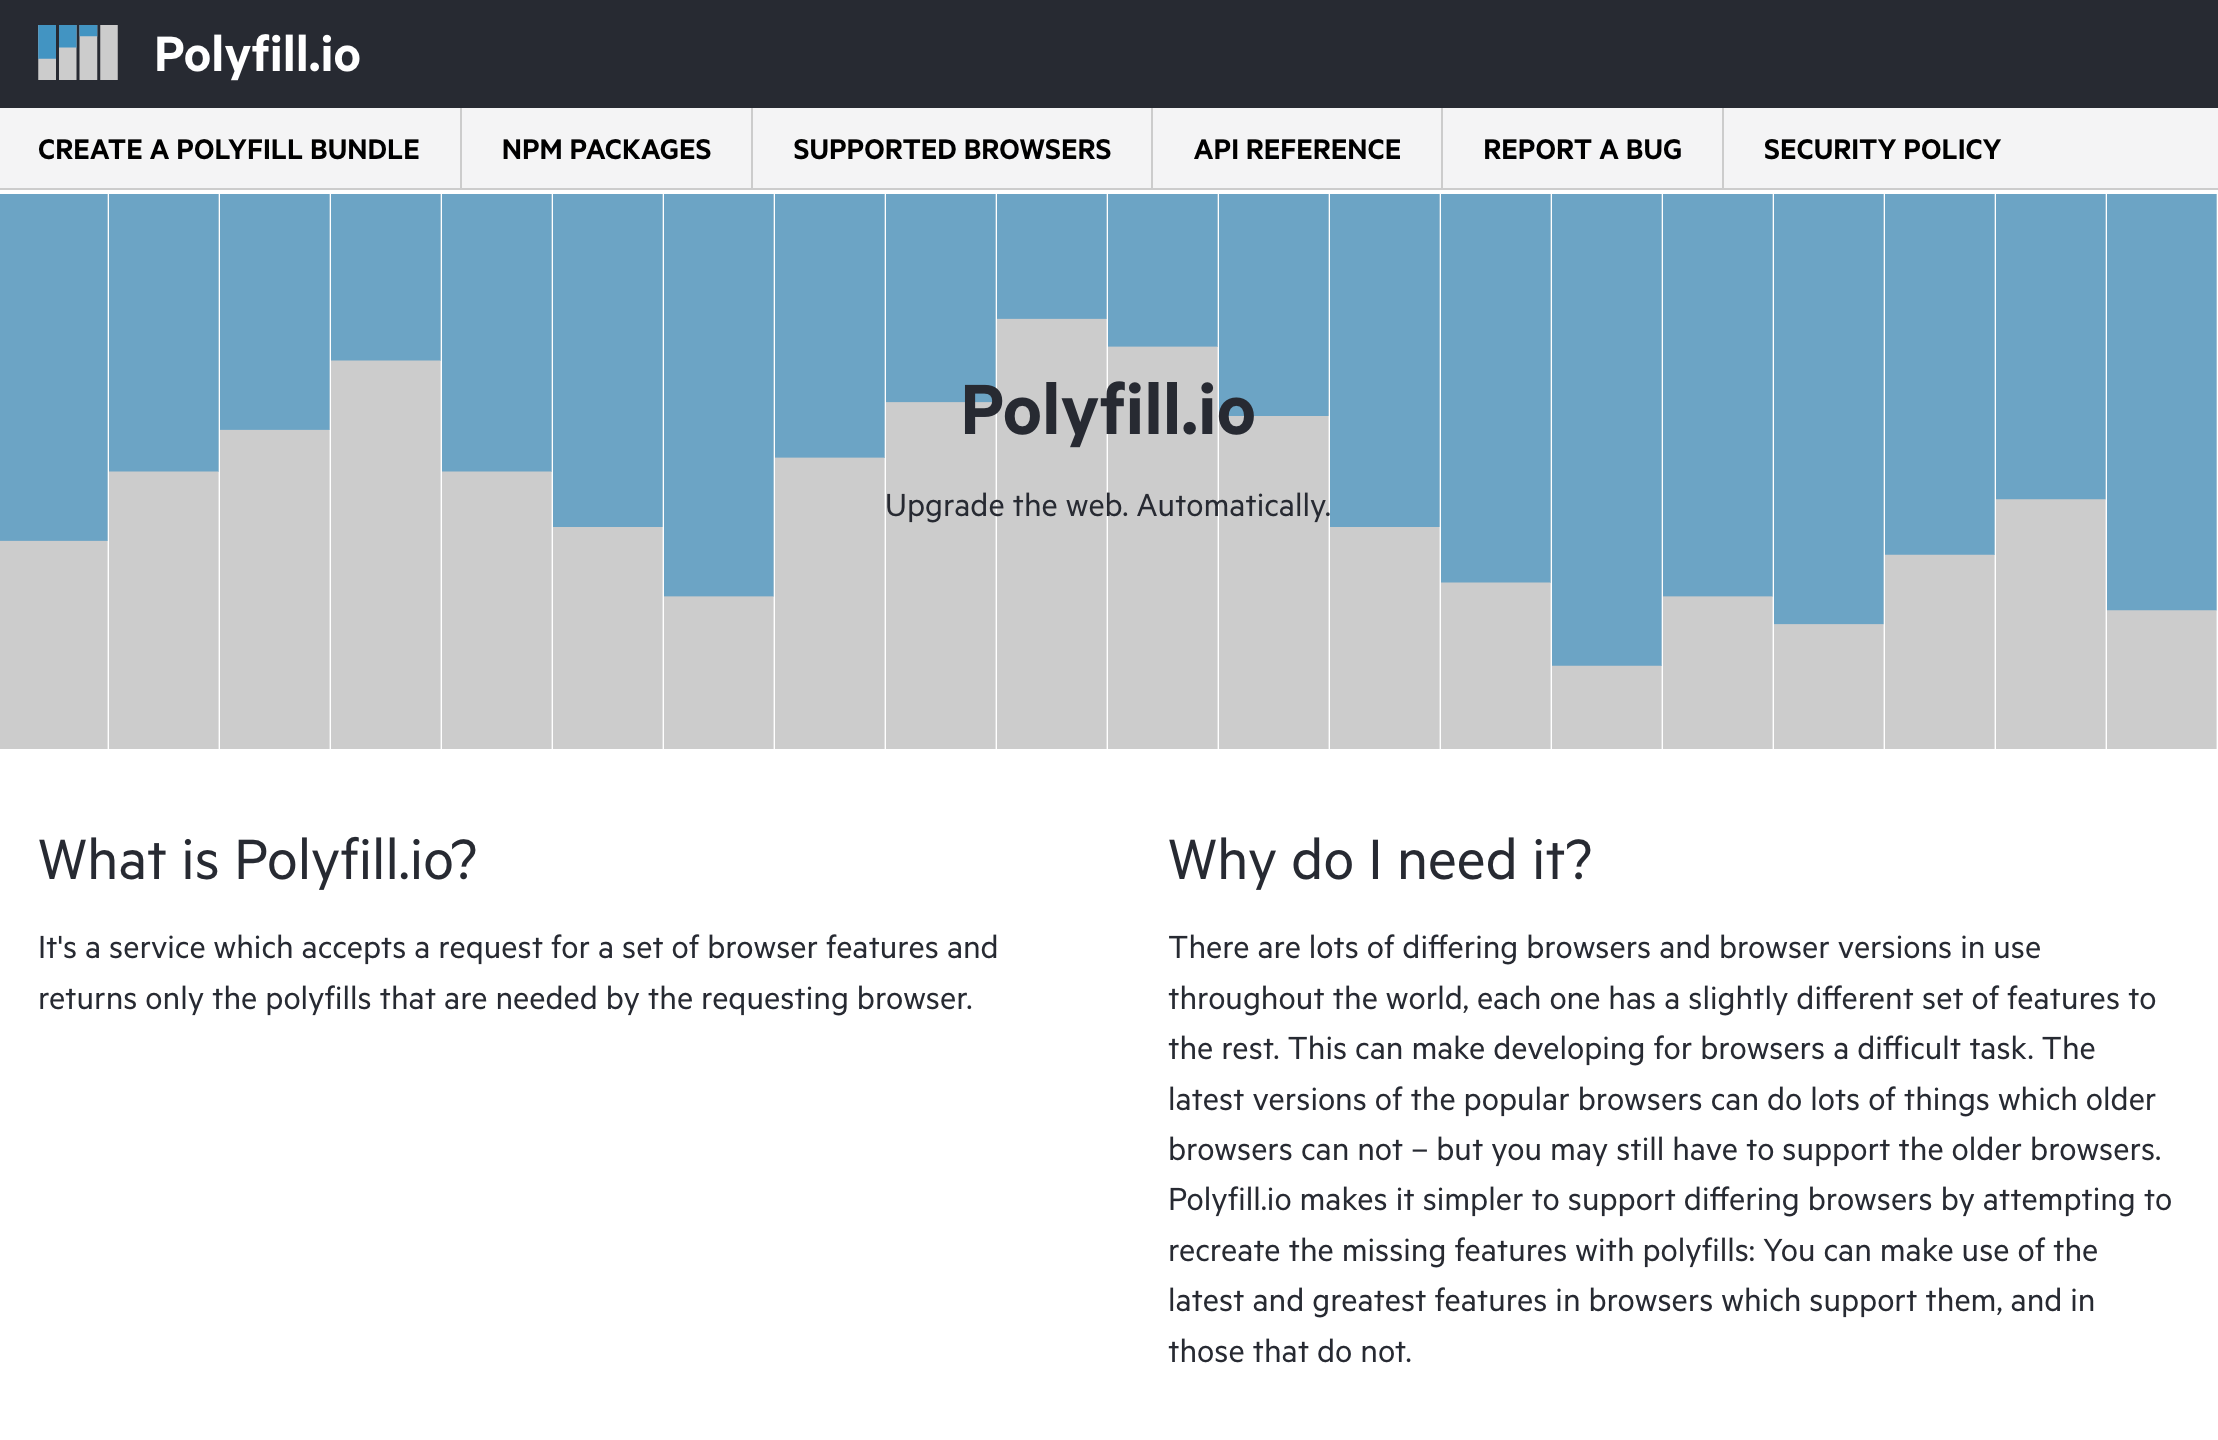 Polyfill.io
CREATE A POLYFILL BUNDLE
NPM PACKAGES
SUPPORTED BROWSERS
API REFERENCE
REPORT A BUG
SECURITY POLICY
Polyfill.io
Upgrade the web. Automatically.
What is Polyfill.io?
It's a service which accepts a request for a set of browser features and
returns only the polyfills that are needed by the requesting browser.
Why do I need it?
There are lots of differing browsers and browser versions in use
throughout the world, each one has a slightly different set of features to
the rest. This can make developing for browsers a difficult task. The
latest versions of the popular browsers can do lots of things which older
browsers can not – but you may still have to support the older browsers.
Polyfill.io makes it simpler to support differing browsers by attempting to
recreate the missing features with polyfills: You can make use of the
latest and greatest features in browsers which support them, and in
those that do not.